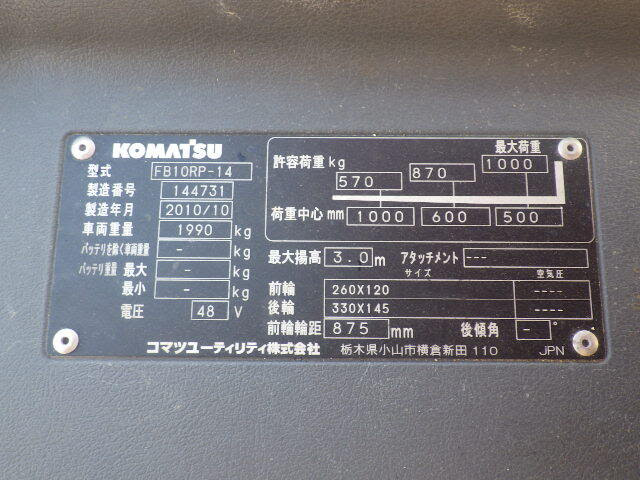 KOMATSU
型式 FB10RP-14
製造番号 144731
製造年月 2010/10
車両重量 1990 kg
バッテリを除く車両重量 - kg
バッテリ重量 最大 - kg
最小 - kg
電圧 48 V
最大荷重
許容荷重 kg 570 870 1000
荷重中心 mm 1000 600 500
最大揚高 3.0 m アタッチメント ---
サイズ 空気圧
前輪 260X120 ----
後輪 330X145 ----
前輪輪距 875 mm 後傾角 - °
コマツユーティリティ株式会社 栃木県小山市横倉新田 110 JPN